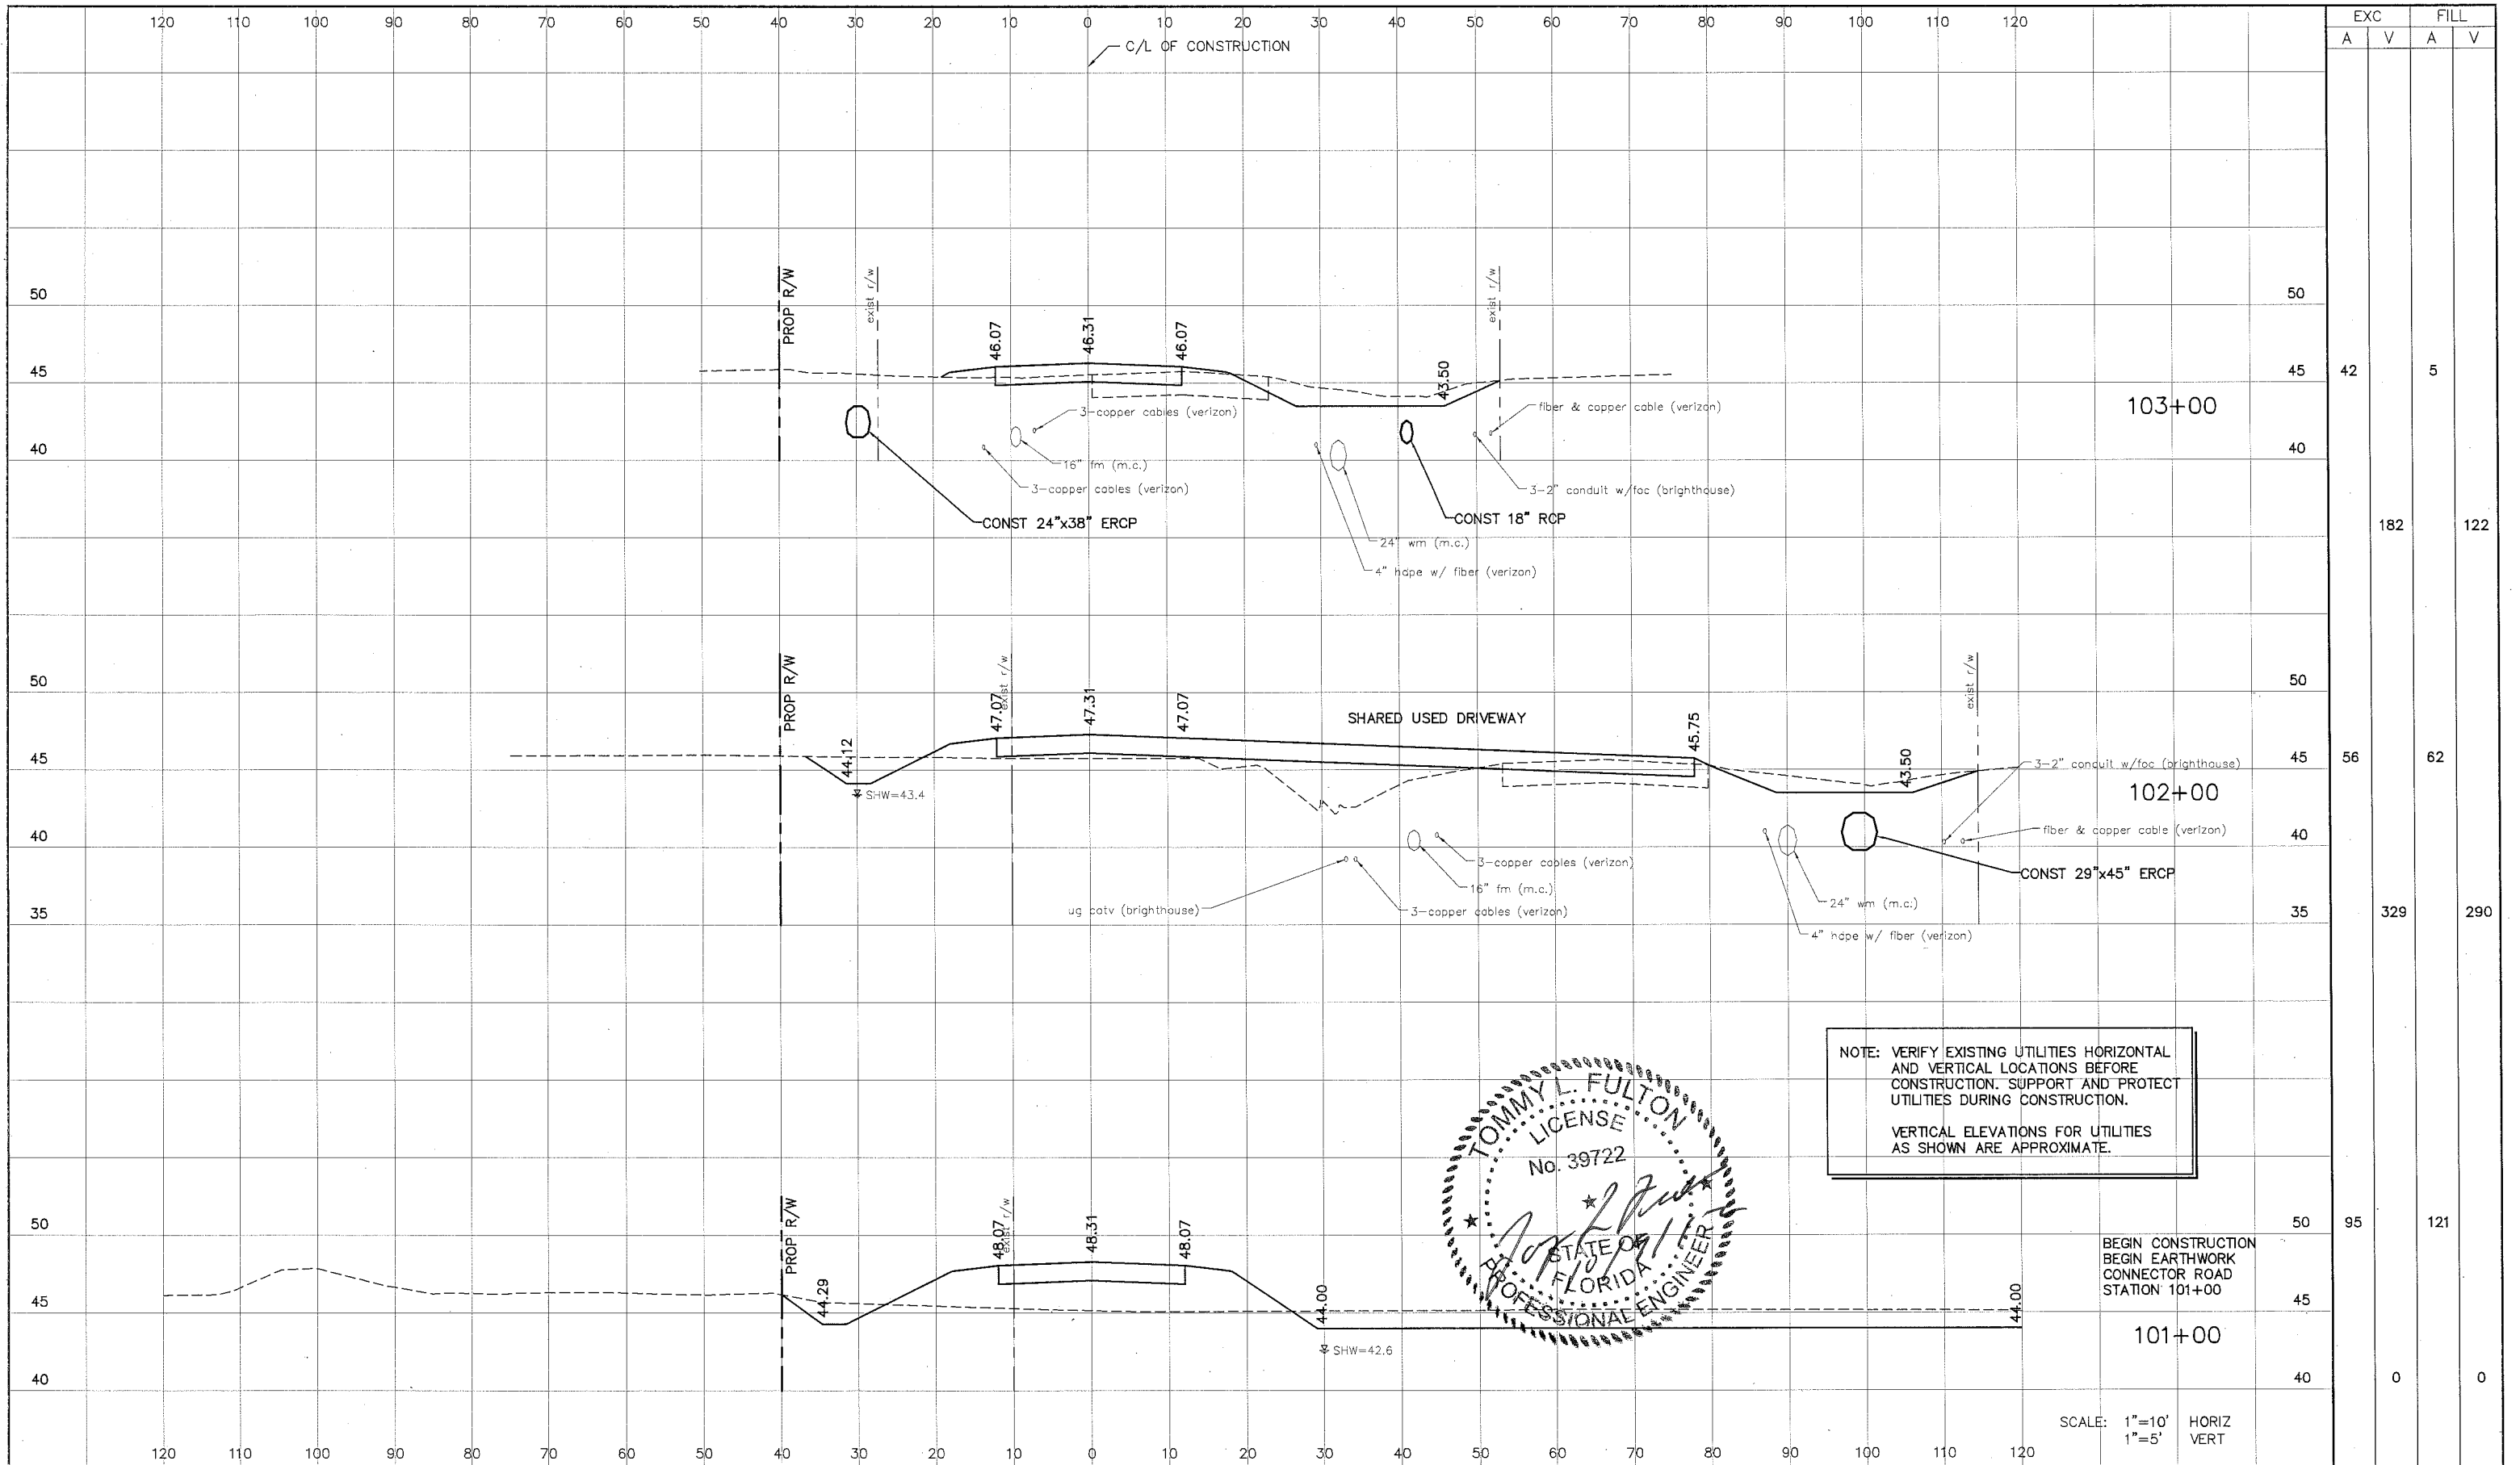 120 110 100 90 80 70 60 50 40 30 20 10 0 10 20 30 40 50 60 70 80 90 100 110 120
EXC FILL
A V A V
C/L OF CONSTRUCTION
PROP R/W
exist r/w
exist r/w
50 50
46.07
46.31
46.07
43.50
45 45 42 5
103+00
3-copper cables (verizon)
fiber & copper cable (verizon)
40 40
16" fm (m.c.)
3-copper cables (verizon)
3-2" conduit w/foc (brighthouse)
CONST 24"x38" ERCP
CONST 18" RCP
182 122
24" wm (m.c.)
4" hdpe w/ fiber (verizon)
PROP R/W
exist r/w
exist r/w
50 50
47.07
47.31
47.07
SHARED USED DRIVEWAY
45.75
44.12
43.50
45 45 56 62
3-2" conduit w/foc (brighthouse)
SHW=43.4
102+00
40 40
fiber & copper cable (verizon)
3-copper cables (verizon)
CONST 29"x45" ERCP
16" fm (m.c.)
24" wm (m.c.)
ug catv (brighthouse)
3-copper cables (verizon)
35 35 329 290
4" hdpe w/ fiber (verizon)
NOTE: VERIFY EXISTING UTILITIES HORIZONTAL
AND VERTICAL LOCATIONS BEFORE
CONSTRUCTION. SUPPORT AND PROTECT
UTILITIES DURING CONSTRUCTION.
VERTICAL ELEVATIONS FOR UTILITIES
AS SHOWN ARE APPROXIMATE.
TOMMY L. FULTON
LICENSE
No. 39722
STATE OF
FLORIDA
PROFESSIONAL ENGINEER
PROP R/W
exist r/w
50 50 95 121
48.07
48.31
48.07
BEGIN CONSTRUCTION
BEGIN EARTHWORK
CONNECTOR ROAD
STATION 101+00
44.29
44.00
44.00
45 45
101+00
SHW=42.6
40 40 0 0
SCALE: 1"=10' HORIZ
1"=5' VERT
120 110 100 90 80 70 60 50 40 30 20 10 0 10 20 30 40 50 60 70 80 90 100 110 120